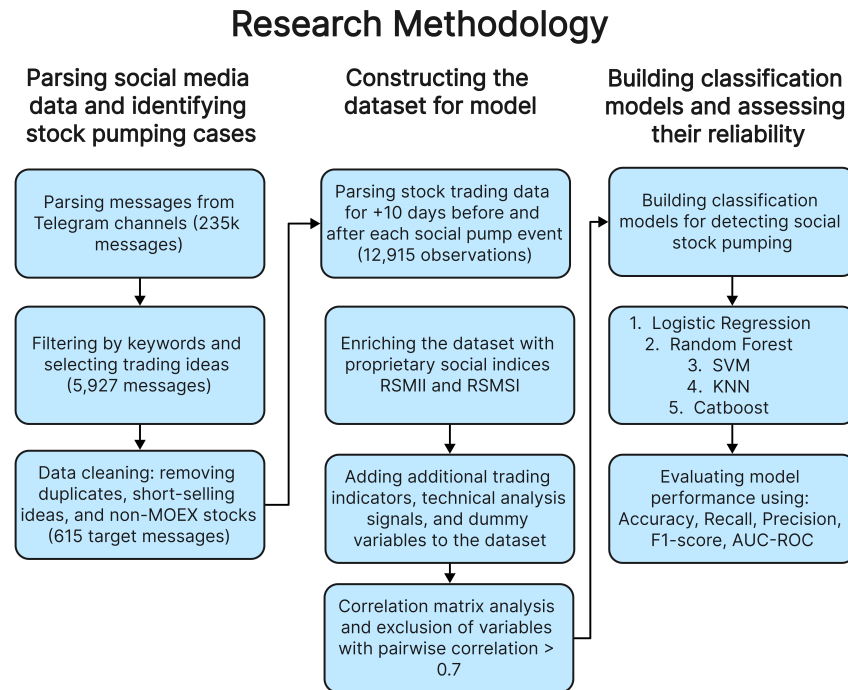 Research Methodology
Parsing social media
data and identifying
stock pumping cases
Parsing messages from
Telegram channels (235k
messages)
Filtering by keywords and
selecting trading ideas
(5,927 messages)
Data cleaning: removing
duplicates, short-selling
ideas, and non-MOEX stocks
(615 target messages)
Constructing the
dataset for model
Parsing stock trading data
for +10 days before and
after each social pump event
(12,915 observations)
Enriching the dataset with
proprietary social indices
RSMII and RSMSI
Adding additional trading
indicators, technical analysis
signals, and dummy
variables to the dataset
Correlation matrix analysis
and exclusion of variables
with pairwise correlation >
0.7
Building classification
models and assessing
their reliability
Building classification
models for detecting social
stock pumping
1. Logistic Regression
2. Random Forest
3. SVM
4. KNN
5. Catboost
Evaluating model
performance using:
Accuracy, Recall, Precision,
F1-score, AUC-ROC